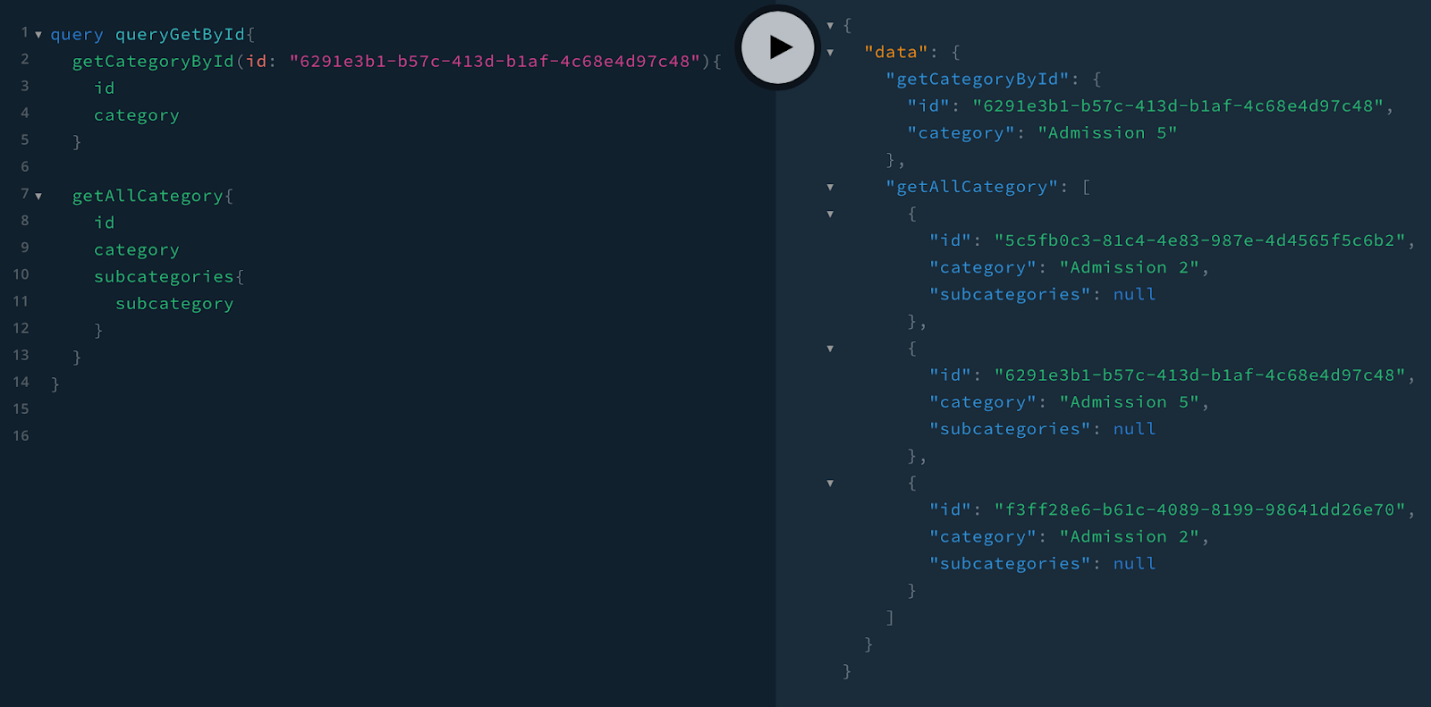 1 query queryGetById{
2 getCategoryById(id: "6291e3b1-b57c-413d-b1af-4c68e4d97c48"){
3 id
4 category
5 }
6
7 getAllCategory{
8 id
9 category
10 subcategories{
11 subcategory
12 }
13 }
14 }
15
16
{
"data": {
"getCategoryById": {
"id": "6291e3b1-b57c-413d-b1af-4c68e4d97c48",
"category": "Admission 5"
},
"getAllCategory": [
{
"id": "5c5fb0c3-81c4-4e83-987e-4d4565f5c6b2",
"category": "Admission 2",
"subcategories": null
},
{
"id": "6291e3b1-b57c-413d-b1af-4c68e4d97c48",
"category": "Admission 5",
"subcategories": null
},
{
"id": "f3ff28e6-b61c-4089-8199-98641dd26e70",
"category": "Admission 2",
"subcategories": null
}
]
}
}